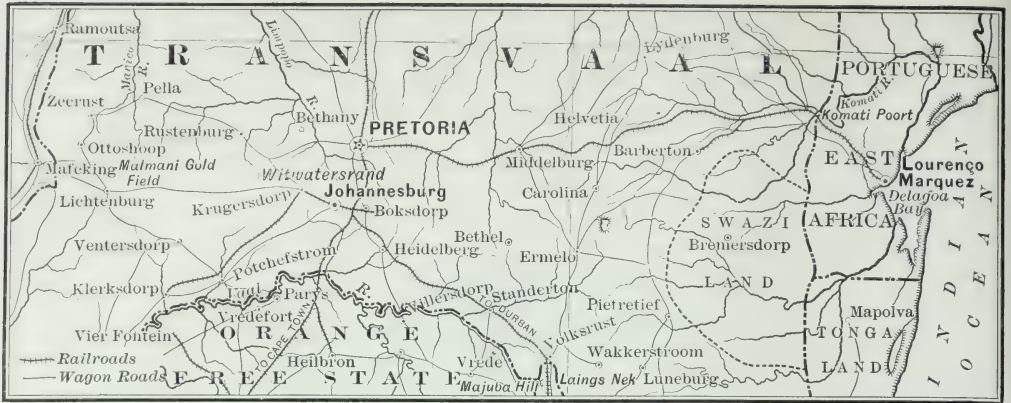 Ramoutsa
TRANSVAAL
Limpopo
R.
Marico
R.
Lydenburg
PORTUGUESE
EAST
AFRICA
Komati R.
Komati Poort
Zeerust
Pella
Bethany
Rustenburg
PRETORIA
Helvetia
Ottoshoop
Middelburg
Barberton
Mafeking
Malmani Gold
Field
Witwatersrand
Johannesburg
Lourenço
Marquez
Delagoa
Bay
Lichtenburg
Krugersdorp
Boksdorp
Carolina
SWAZI
LAND
Bremersdorp
Ventersdorp
Potchefstrom
Heidelberg
Bethel
Ermelo
Klerksdorp
Vaal
R.
Parys
Villersdorp
Standerton
TO DURBAN
Pietretief
Mapolva
Vredefort
Vier Fontein
ORANGE
FREE STATE
TO CAPE TOWN
Volksrust
TONGA
LAND
Heilbron
Vrede
Wakkerstroom
Majuba Hill
Laings Nek
Luneburg
INDIAN
OCEAN
Railroads
Wagon Roads